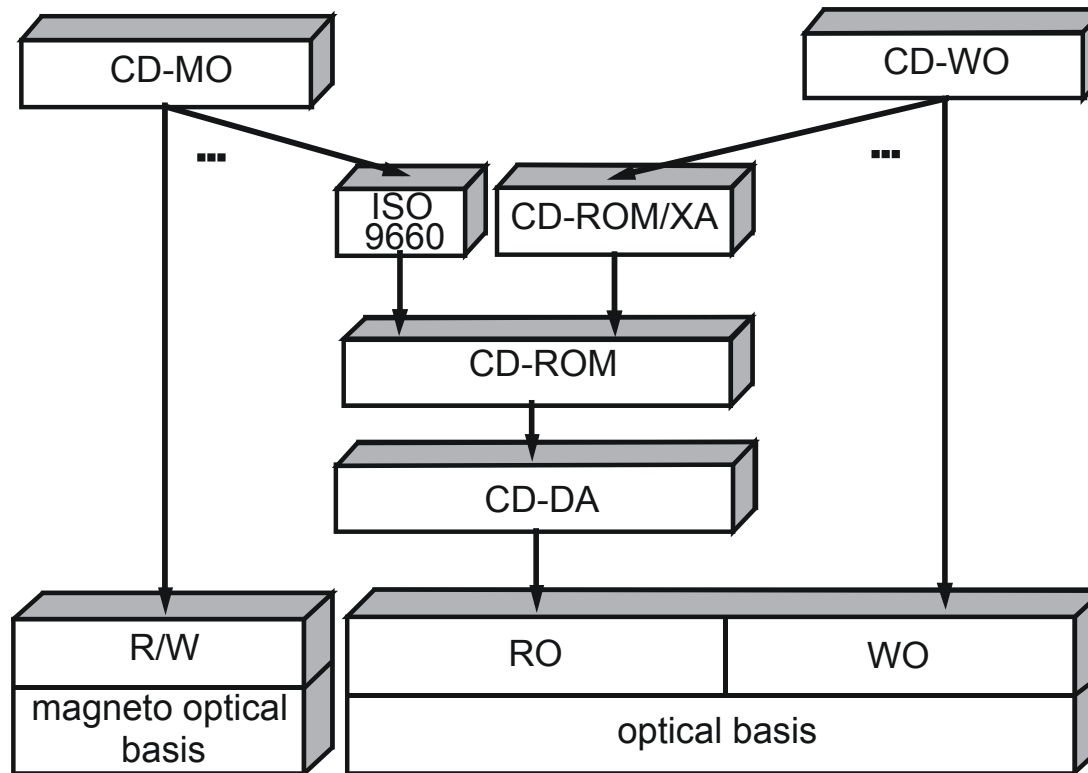 CD-MO
CD-WO
...
...
ISO
9660
CD-ROM/XA
CD-ROM
CD-DA
R/W
RO
WO
magneto optical
basis
optical basis